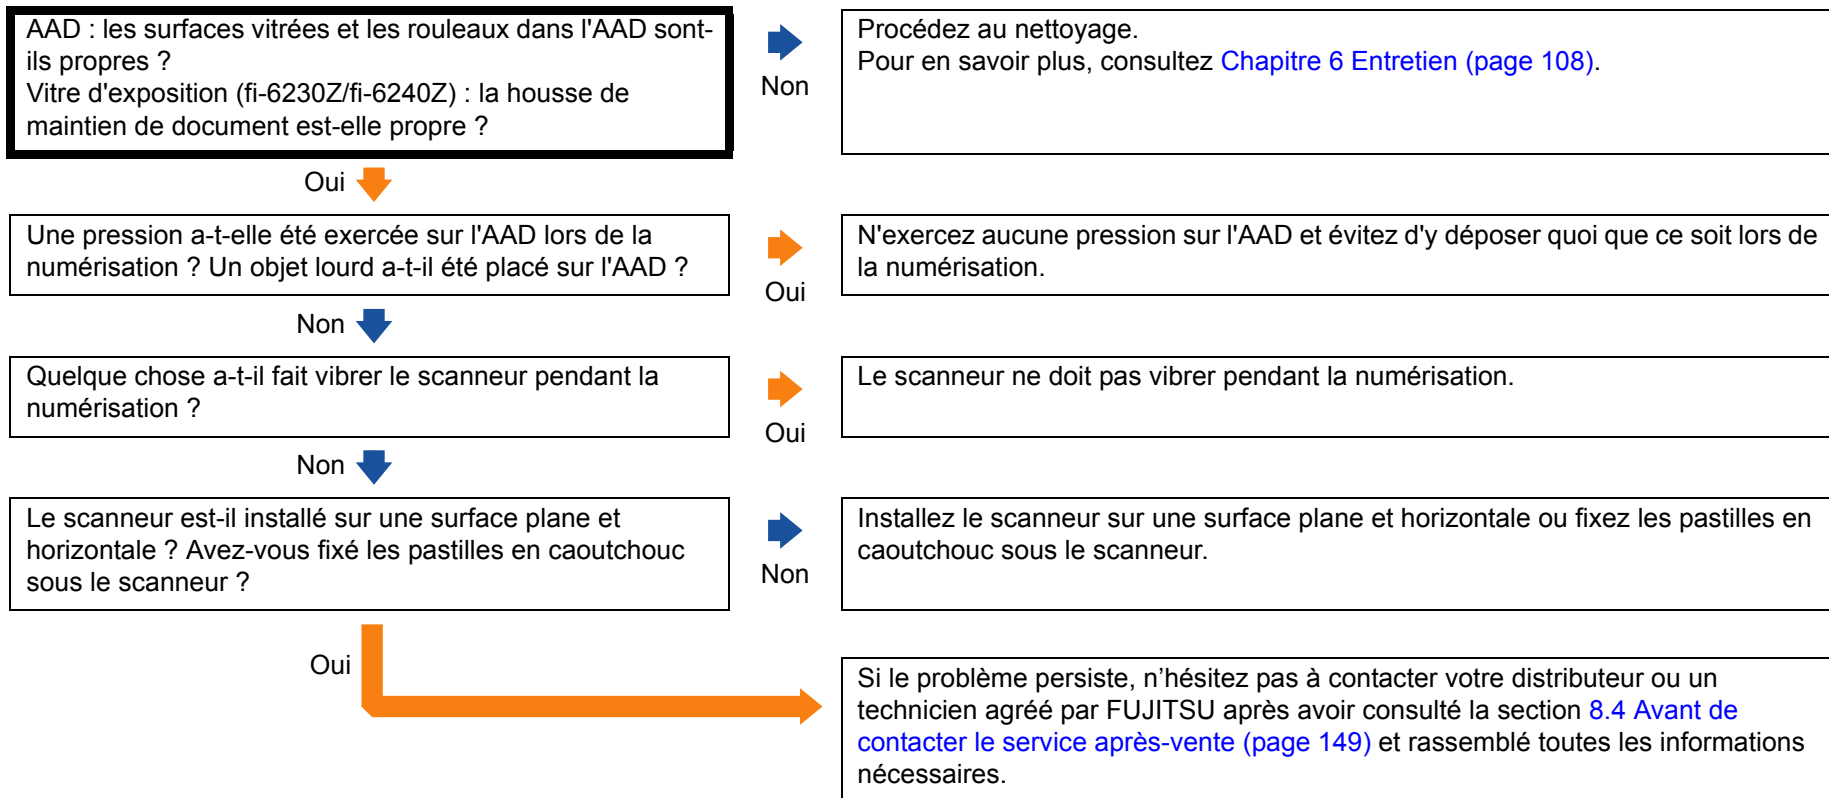 AAD : les surfaces vitrées et les rouleaux dans l'AAD sont-
ils propres ?
Vitre d'exposition (fi-6230Z/fi-6240Z) : la housse de
maintien de document est-elle propre ?
Non
Procédez au nettoyage.
Pour en savoir plus, consultez Chapitre 6 Entretien (page 108).
Oui
Une pression a-t-elle été exercée sur l'AAD lors de la
numérisation ? Un objet lourd a-t-il été placé sur l'AAD ?
Oui
N'exercez aucune pression sur l'AAD et évitez d'y déposer quoi que ce soit lors de
la numérisation.
Non
Quelque chose a-t-il fait vibrer le scanneur pendant la
numérisation ?
Oui
Le scanneur ne doit pas vibrer pendant la numérisation.
Non
Le scanneur est-il installé sur une surface plane et
horizontale ? Avez-vous fixé les pastilles en caoutchouc
sous le scanneur ?
Non
Installez le scanneur sur une surface plane et horizontale ou fixez les pastilles en
caoutchouc sous le scanneur.
Oui
Si le problème persiste, n’hésitez pas à contacter votre distributeur ou un
technicien agréé par FUJITSU après avoir consulté la section 8.4 Avant de
contacter le service après-vente (page 149) et rassemblé toutes les informations
nécessaires.